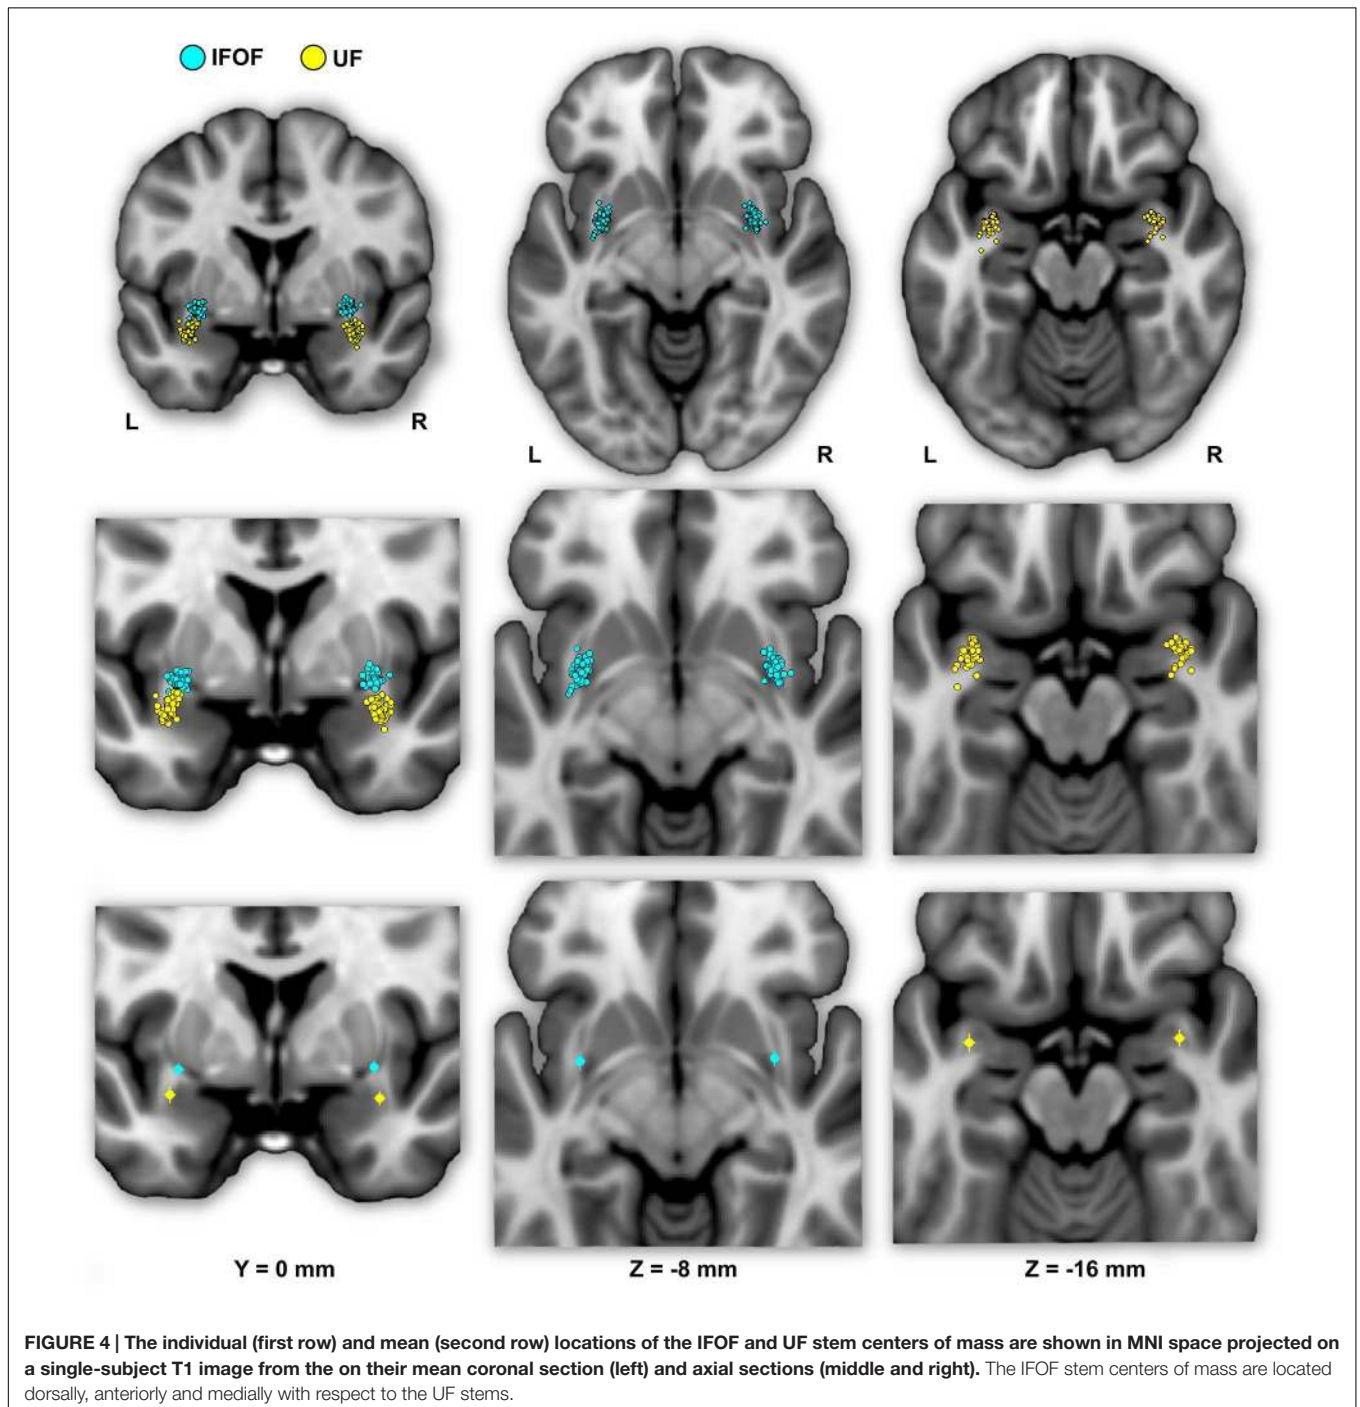 IFOF UF
L R
L R
L R
Y = 0 mm Z = -8 mm Z = -16 mm
FIGURE 4 | The individual (first row) and mean (second row) locations of the IFOF and UF stem centers of mass are shown in MNI space projected on
a single-subject T1 image from the on their mean coronal section (left) and axial sections (middle and right). The IFOF stem centers of mass are located
dorsally, anteriorly and medially with respect to the UF stems.